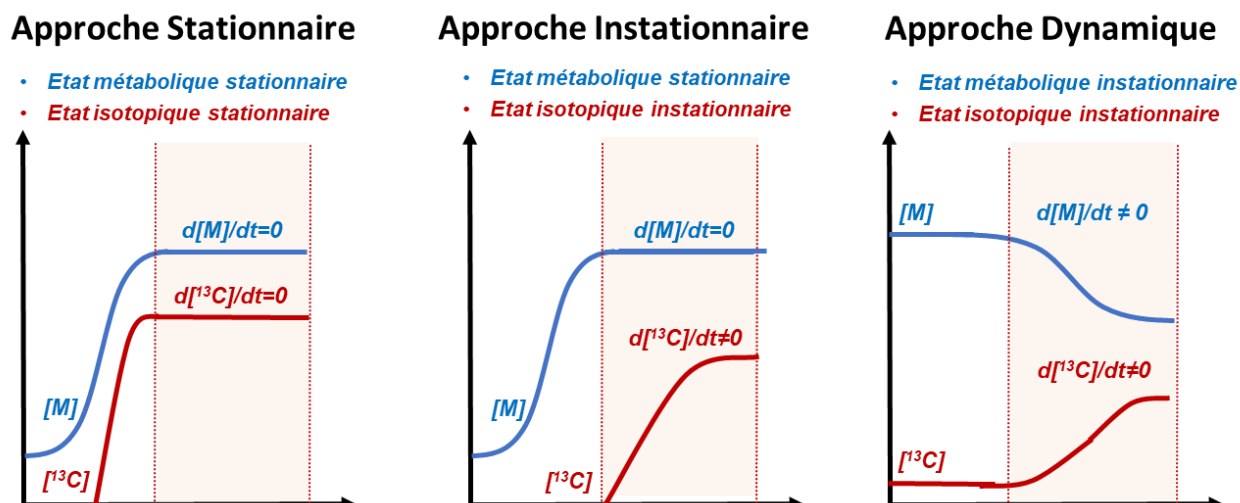 Approche Stationnaire
• Etat métabolique stationnaire
• Etat isotopique stationnaire
d[M]/dt=0
d[¹³C]/dt=0
[M]
[¹³C]
Approche Instationnaire
• Etat métabolique stationnaire
• Etat isotopique instationnaire
d[M]/dt=0
d[¹³C]/dt≠0
[M]
[¹³C]
Approche Dynamique
• Etat métabolique instationnaire
• Etat isotopique instationnaire
[M]
d[M]/dt ≠ 0
d[¹³C]/dt≠0
[¹³C]